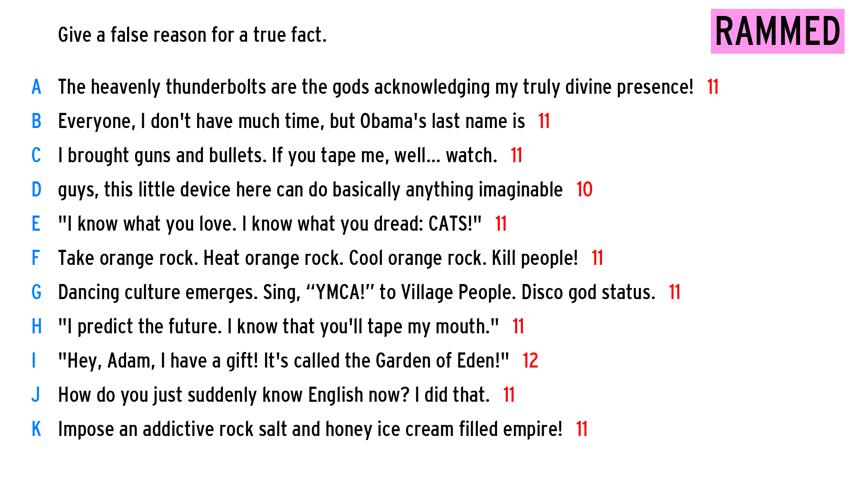 Give a false reason for a true fact.
RAMMED
A The heavenly thunderbolts are the gods acknowledging my truly divine presence! 11
B Everyone, I don't have much time, but Obama's last name is 11
C I brought guns and bullets. If you tape me, well... watch. 11
D guys, this little device here can do basically anything imaginable 10
E "I know what you love. I know what you dread: CATS!" 11
F Take orange rock. Heat orange rock. Cool orange rock. Kill people! 11
G Dancing culture emerges. Sing, “YMCA!” to Village People. Disco god status. 11
H "I predict the future. I know that you'll tape my mouth." 11
I "Hey, Adam, I have a gift! It's called the Garden of Eden!" 12
J How do you just suddenly know English now? I did that. 11
K Impose an addictive rock salt and honey ice cream filled empire! 11